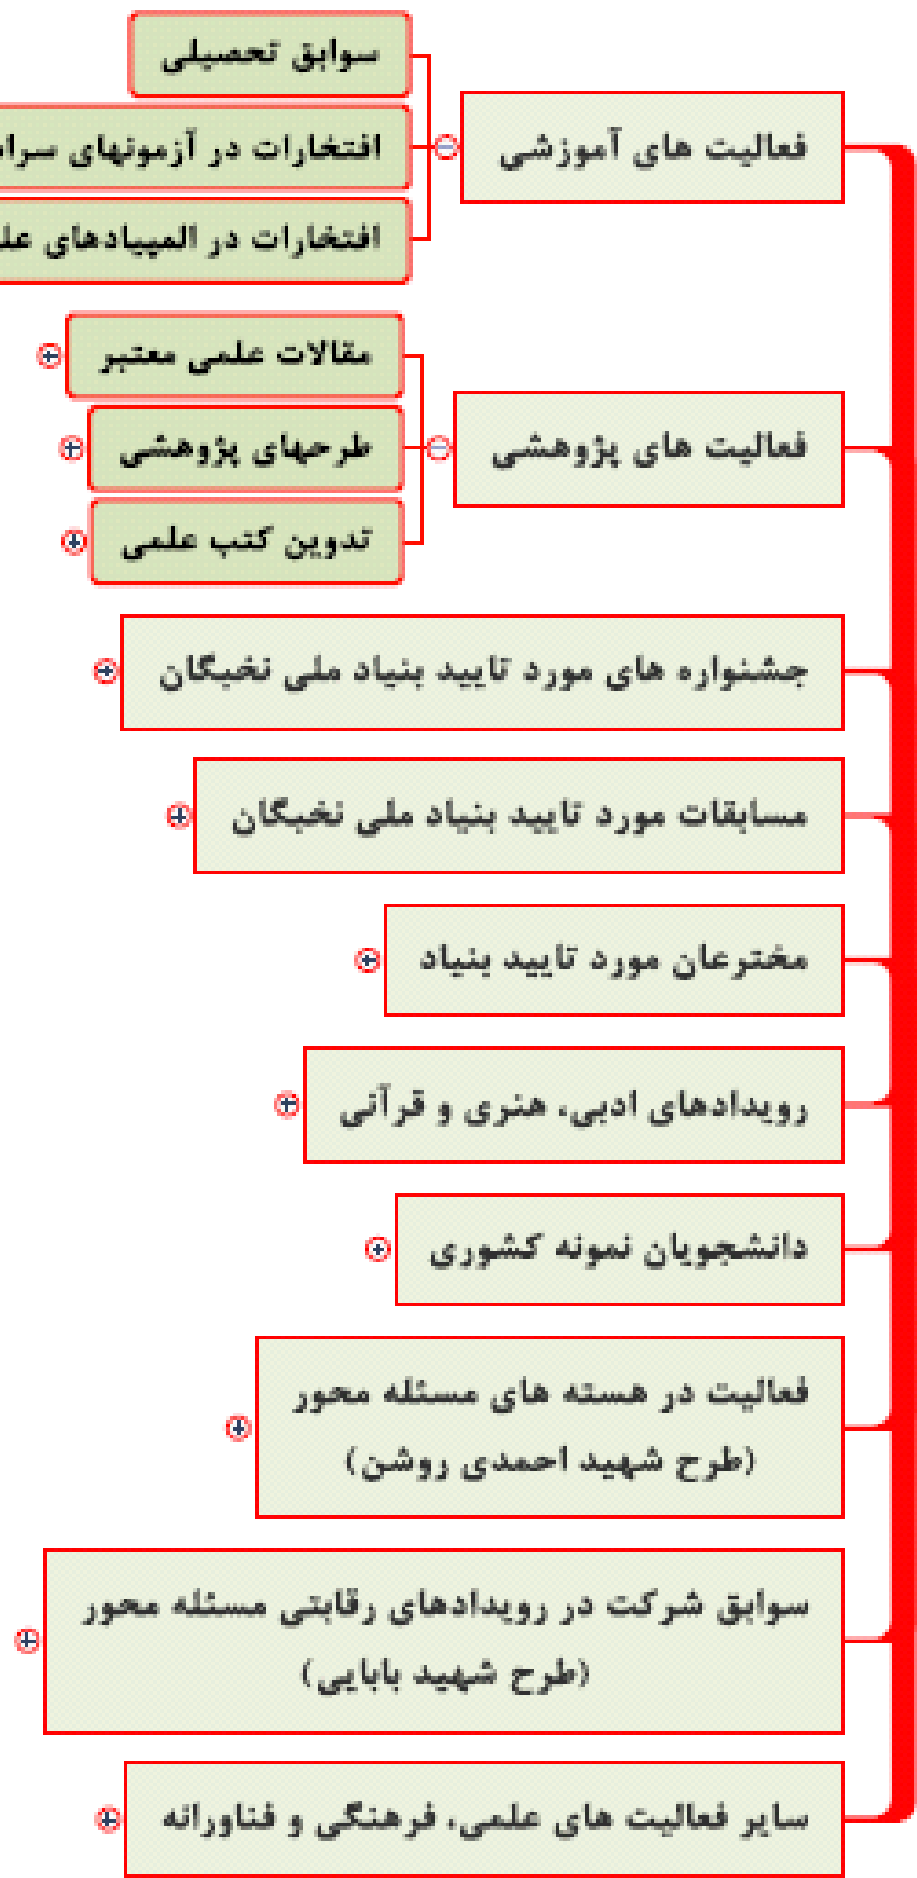 فعالیت های آموزشی
سوابق تحصیلی
افتخارات در آزمونهای
افتخارات در المپیادهای
فعالیت های پژوهشی
مقالات علمی معتبر
طرحهای پژوهشی
تدوین کتب علمی
جشنواره های مورد تایید بنیاد ملی نخبگان
مسابقات مورد تایید بنیاد ملی نخبگان
مخترعان مورد تایید بنیاد
رویدادهای ادبی، هنری و قرآنی
دانشجویان نمونه کشوری
فعالیت در هسته های مسئله محور
(طرح شهید احمدی روشن)
سوابق شرکت در رویدادهای رقابتی مسئله محور
(طرح شهید بابایی)
سایر فعالیت های علمی، فرهنگی و فناورانه